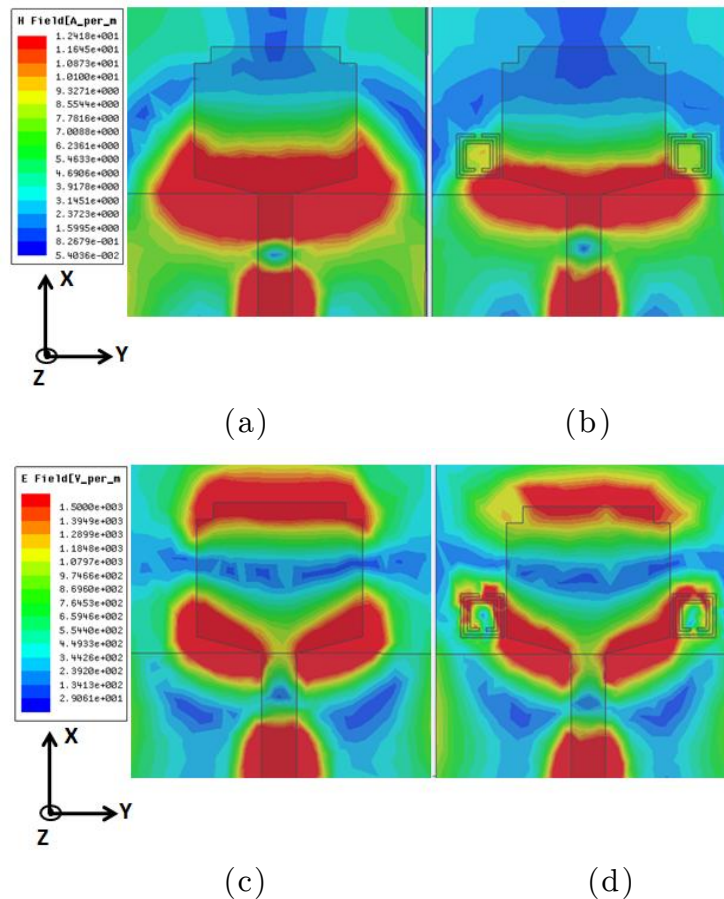 H Field[A_per_m
1.2418e+001
1.1645e+001
1.0873e+001
1.0100e+001
9.3271e+000
8.5544e+000
7.7816e+000
7.0088e+000
6.2361e+000
5.4633e+000
4.6906e+000
3.9178e+000
3.1451e+000
2.3723e+000
1.5995e+000
8.2679e-001
5.4036e-002
X
Y
Z
(a)
(b)
E Field[V_per_m
1.5000e+003
1.3949e+003
1.2899e+003
1.1848e+003
1.0797e+003
9.7466e+002
8.6960e+002
7.6453e+002
6.5946e+002
5.5440e+002
4.4933e+002
3.4426e+002
2.3920e+002
1.3413e+002
2.9061e+001
X
Y
Z
(c)
(d)